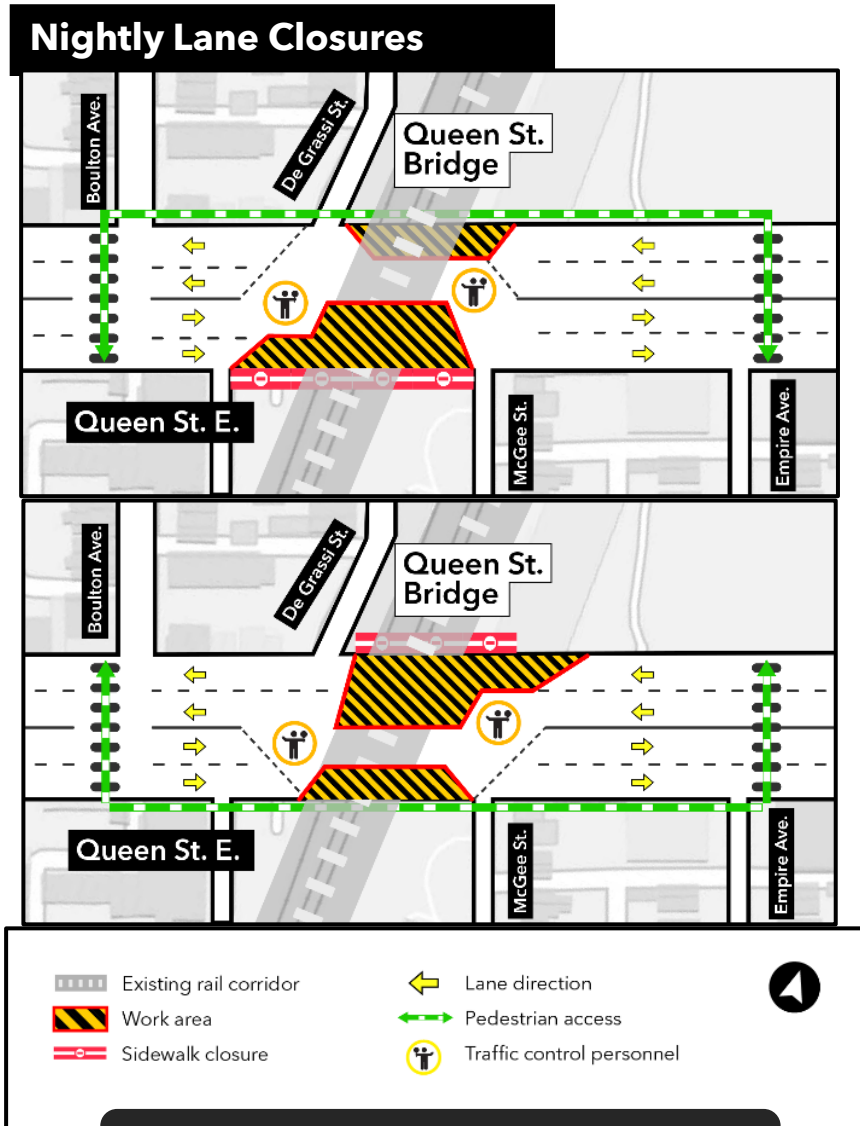 Nightly Lane Closures
Boulton Ave.
De Grassi St.
Queen St.
Bridge
Queen St. E.
McGee St.
Empire Ave.
Boulton Ave.
De Grassi St.
Queen St.
Bridge
Queen St. E.
McGee St.
Empire Ave.
Existing rail corridor
Lane direction
Work area
Pedestrian access
Sidewalk closure
Traffic control personnel